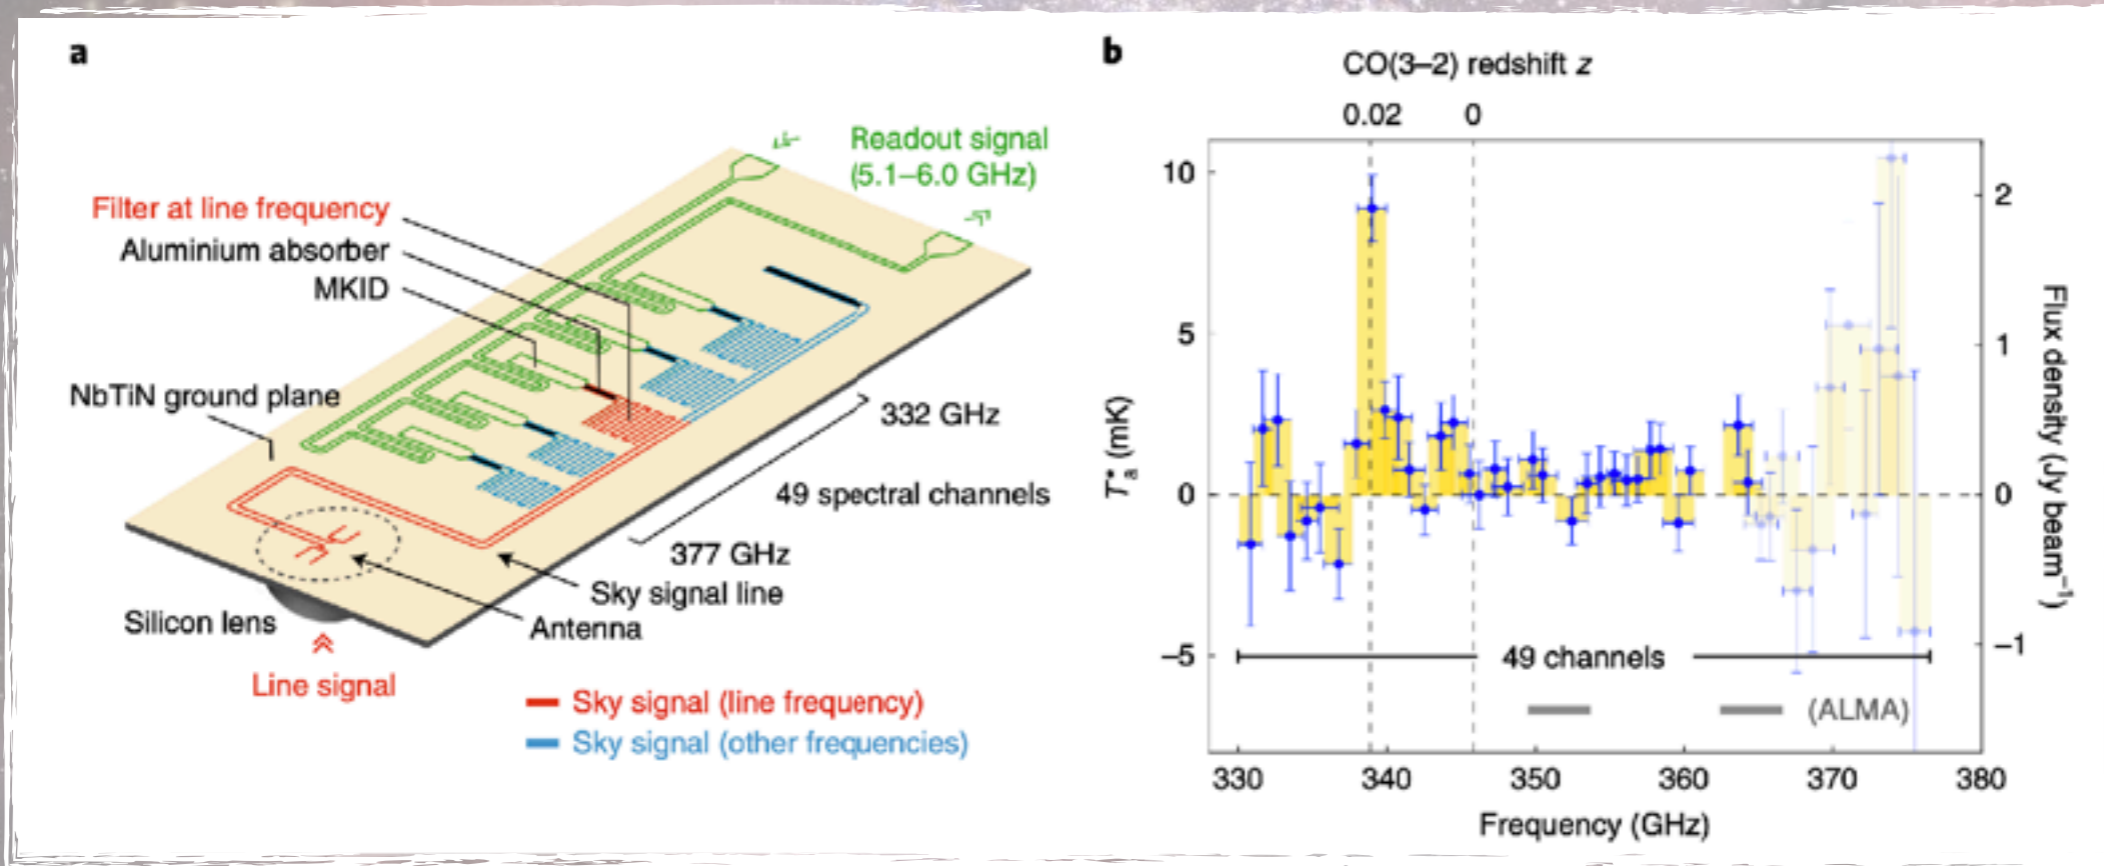 a
Readout signal
(5.1–6.0 GHz)
Filter at line frequency
Aluminium absorber
MKID
NbTiN ground plane
332 GHz
49 spectral channels
377 GHz
Sky signal line
Antenna
Silicon lens
Line signal
Sky signal (line frequency)
Sky signal (other frequencies)
b
CO(3–2) redshift z
0.02 0
10
5
0
–5
T*a (mK)
2
1
0
–1
Flux density (Jy beam–1)
49 channels
(ALMA)
330 340 350 360 370 380
Frequency (GHz)